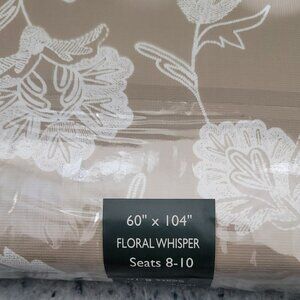 60" x 104"
FLORAL WHISPER
Seats 8-10